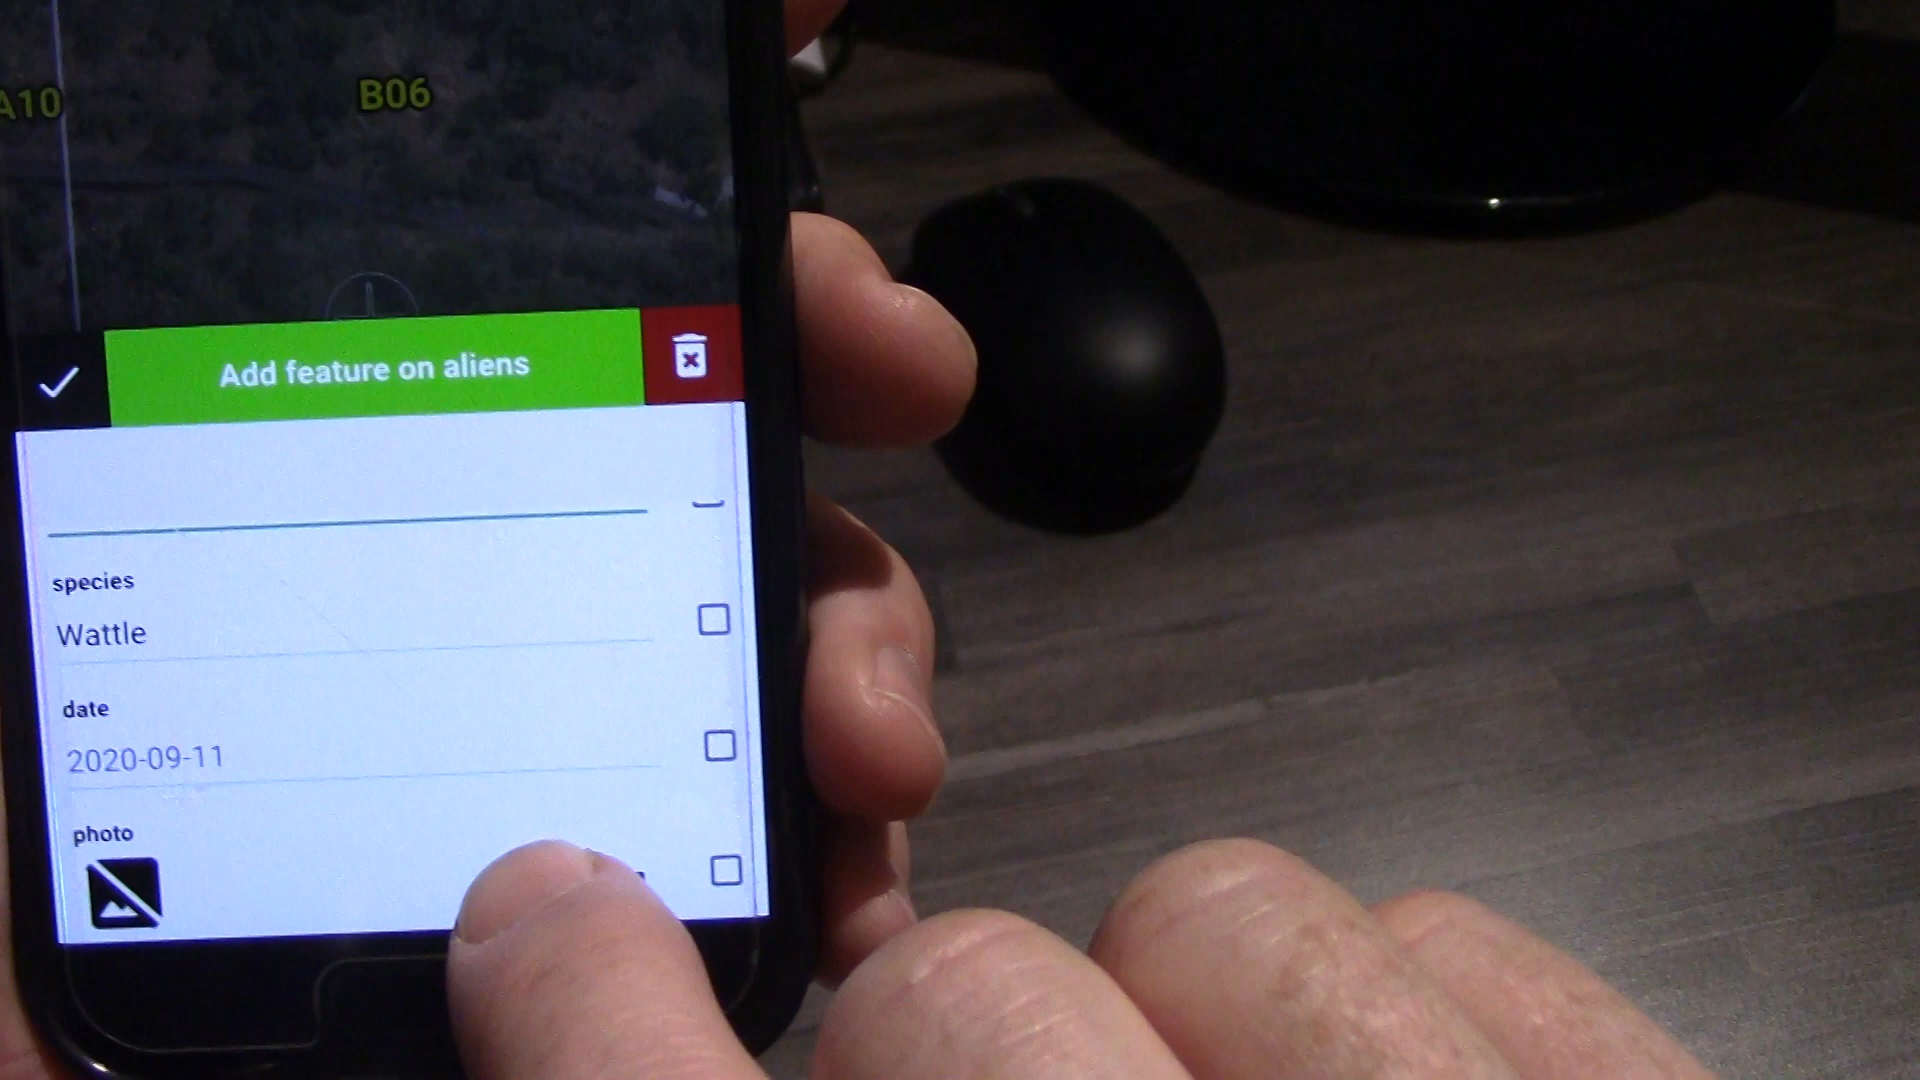 A10
B06
Add feature on aliens
species
Wattle
date
2020-09-11
photo